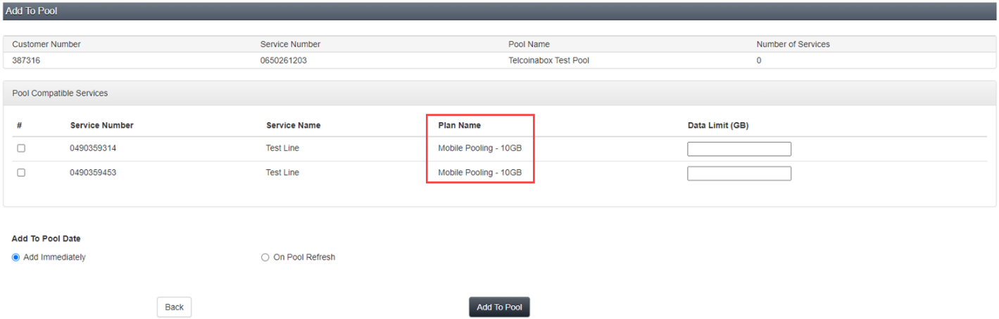 Add To Pool
Customer Number Service Number Pool Name Number of Services
387316 0650261203 Telcoinabox Test Pool 0
Pool Compatible Services
# Service Number Service Name Plan Name Data Limit (GB)
0490359314 Test Line Mobile Pooling - 10GB
0490359453 Test Line Mobile Pooling - 10GB
Add To Pool Date
Add Immediately On Pool Refresh
Back Add To Pool